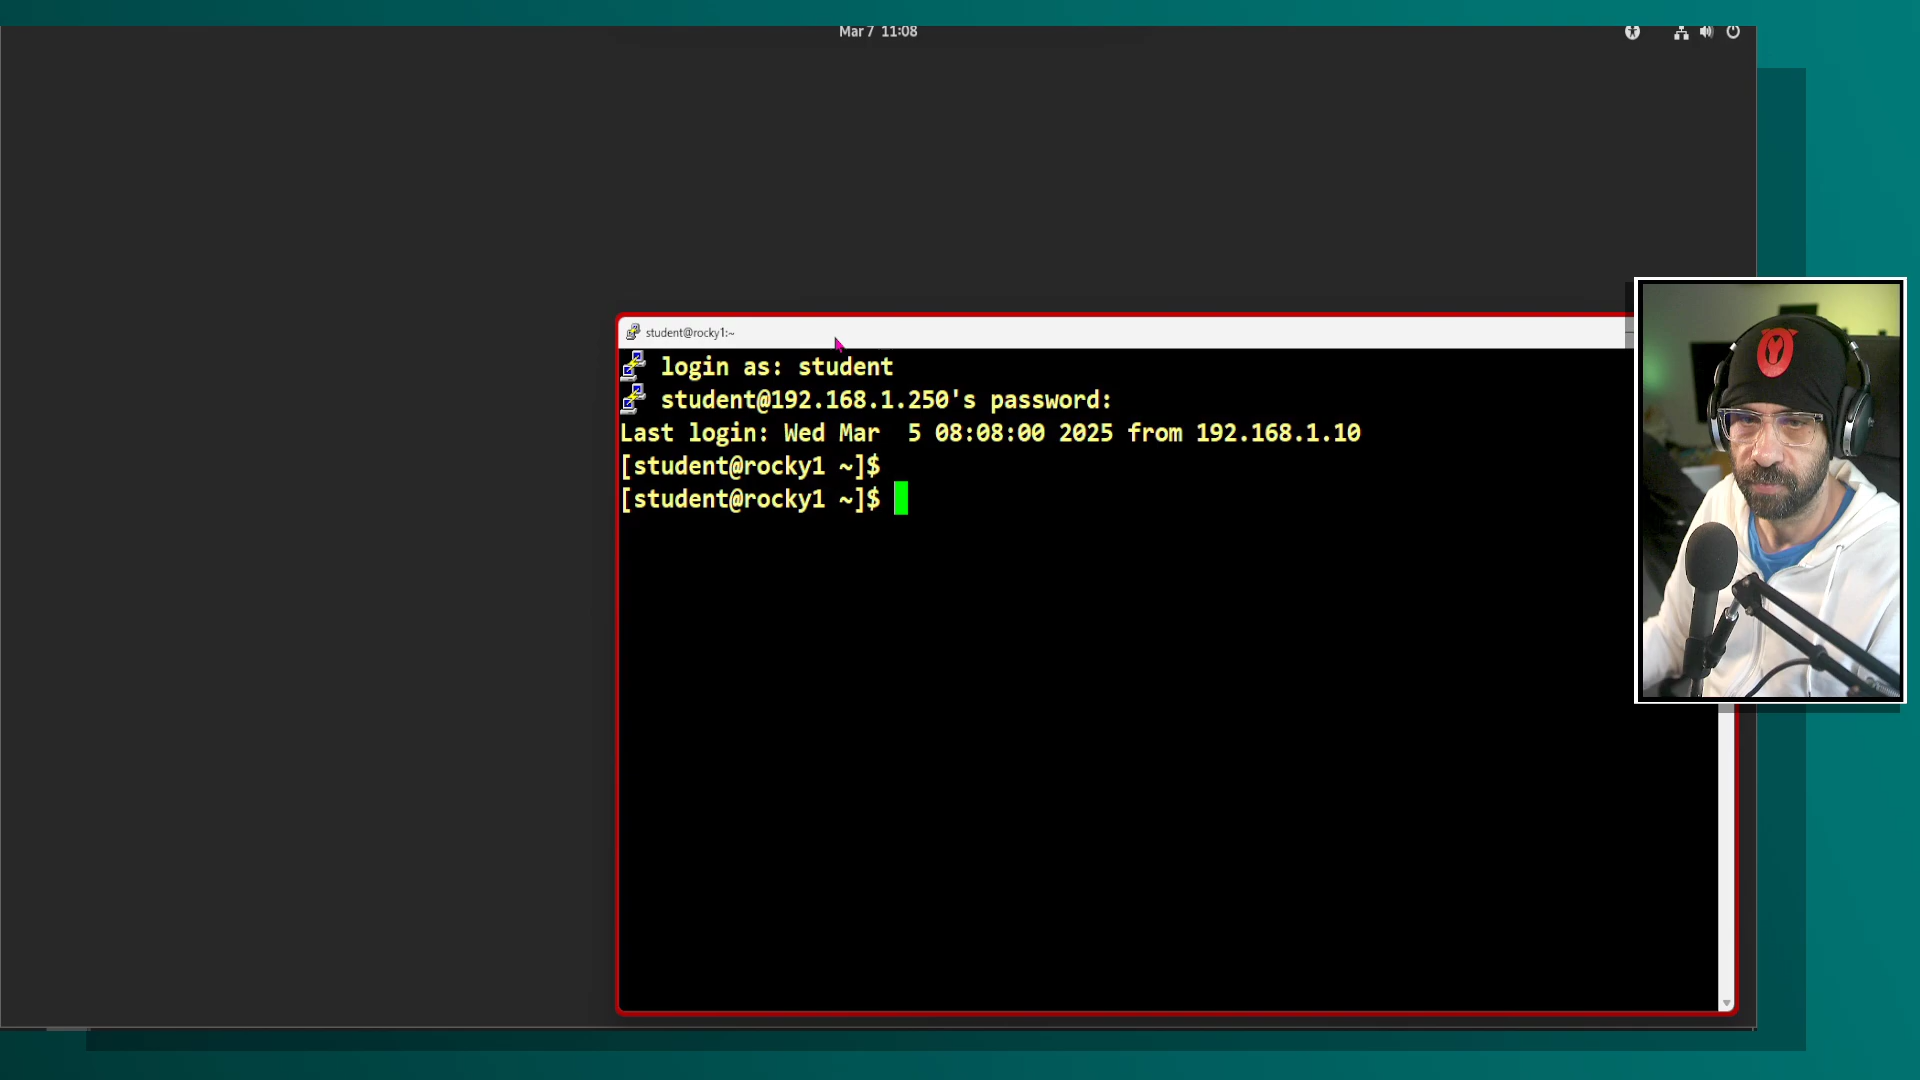 Mar 7 11:08
student@rocky1:~
login as: student
student@192.168.1.250's password:
Last login: Wed Mar  5 08:08:00 2025 from 192.168.1.10
[student@rocky1 ~]$
[student@rocky1 ~]$